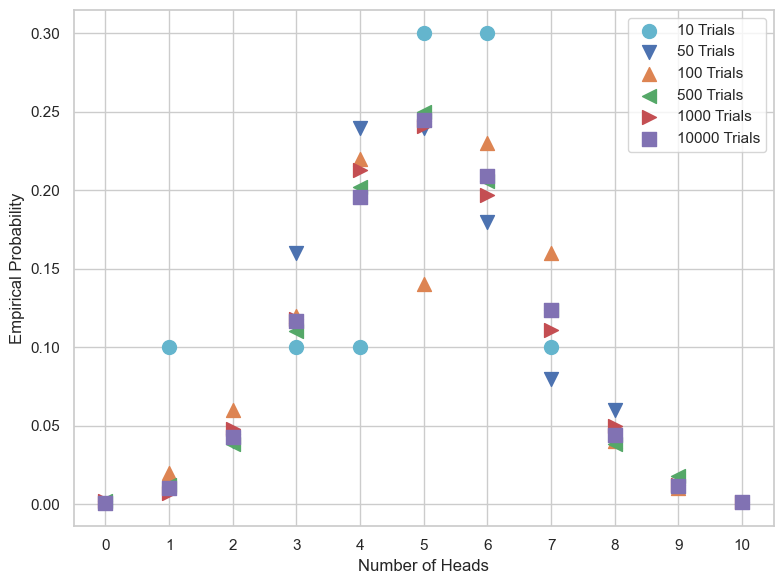 10 Trials
50 Trials
100 Trials
500 Trials
1000 Trials
10000 Trials
0.30
0.25
0.20
0.15
0.10
0.05
0.00
Empirical Probability
0 1 2 3 4 5 6 7 8 9 10
Number of Heads